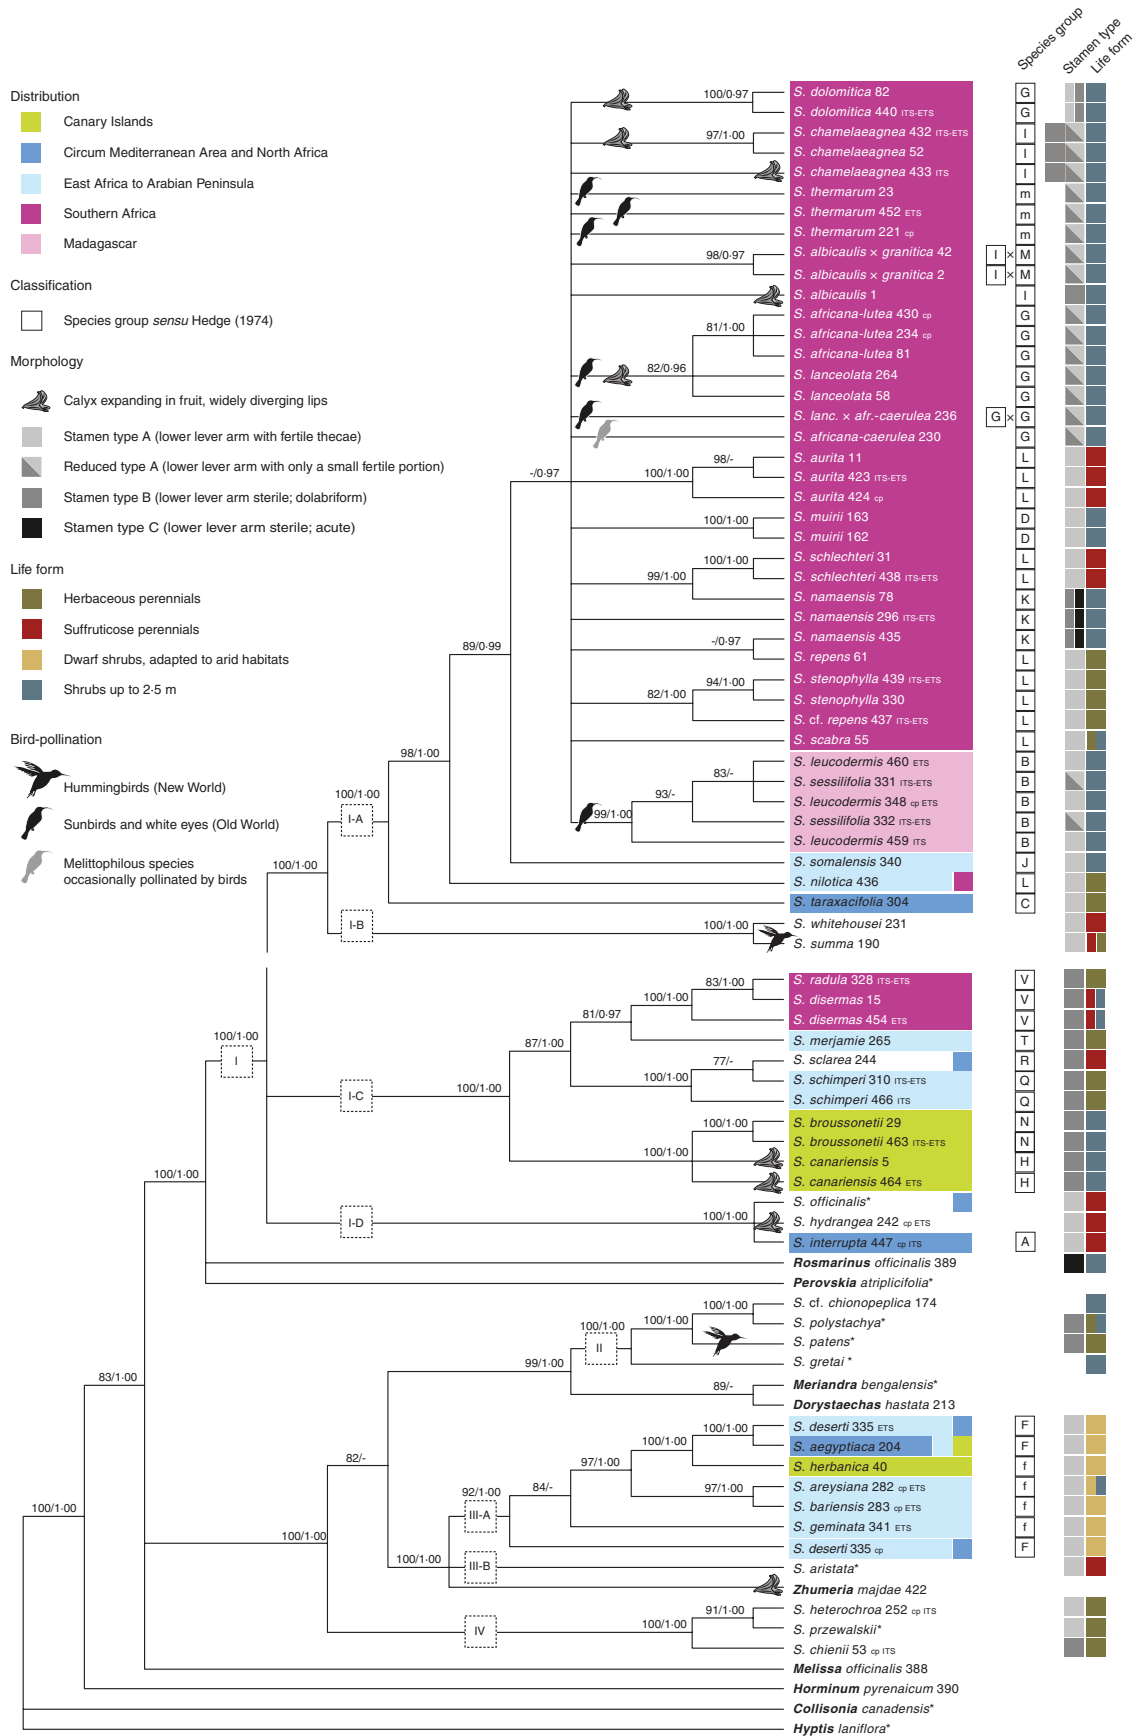 Species group
Stamen type
Life form
Distribution
Canary Islands
Circum Mediterranean Area and North Africa
East Africa to Arabian Peninsula
Southern Africa
Madagascar
Classification
Species group sensu Hedge (1974)
Morphology
Calyx expanding in fruit, widely diverging lips
Stamen type A (lower lever arm with fertile thecae)
Reduced type A (lower lever arm with only a small fertile portion)
Stamen type B (lower lever arm sterile; dolabriform)
Stamen type C (lower lever arm sterile; acute)
Life form
Herbaceous perennials
Suffruticose perennials
Dwarf shrubs, adapted to arid habitats
Shrubs up to 2·5 m
Bird-pollination
Hummingbirds (New World)
Sunbirds and white eyes (Old World)
Melittophilous species
occasionally pollinated by birds
100/0·97 S. dolomitica 82 G
S. dolomitica 440 ITS-ETS G
97/1·00 S. chamelaeagnea 432 ITS-ETS I
S. chamelaeagnea 52 I
S. chamelaeagnea 433 ITS I
S. thermarum 23 m
S. thermarum 452 ETS m
S. thermarum 221 cp m
98/0·97 S. albicaulis × granitica 42 I × M
S. albicaulis × granitica 2 I × M
S. albicaulis 1 I
S. africana-lutea 430 cp G
81/1·00 S. africana-lutea 234 cp G
S. africana-lutea 81 G
82/0·96 S. lanceolata 264 G
S. lanceolata 58 G
S. lanc. × afr.-caerulea 236 G × G
S. africana-caerulea 230 G
98/- S. aurita 11 L
-/0·97 100/1·00 S. aurita 423 ITS-ETS L
S. aurita 424 cp L
100/1·00 S. muirii 163 D
S. muirii 162 D
100/1·00 S. schlechteri 31 L
99/1·00 S. schlechteri 438 ITS-ETS L
S. namaensis 78 K
S. namaensis 296 ITS-ETS K
-/0·97 S. namaensis 435 K
89/0·99 S. repens 61 L
94/1·00 S. stenophylla 439 ITS-ETS L
82/1·00 S. stenophylla 330 L
S. cf. repens 437 ITS-ETS L
S. scabra 55 L
98/1·00 S. leucodermis 460 ETS B
83/- S. sessilifolia 331 ITS-ETS B
93/- S. leucodermis 348 cp ETS B
100/1·00 I-A 99/1·00 S. sessilifolia 332 ITS-ETS B
S. leucodermis 459 ITS B
S. somalensis 340 J
100/1·00 S. nilotica 436 L
S. taraxacifolia 304 C
I-B 100/1·00 S. whitehousei 231
S. summa 190
83/1·00 S. radula 328 ITS-ETS V
100/1·00 S. disermas 15 V
81/0·97 S. disermas 454 ETS V
100/1·00 I 87/1·00 S. merjamie 265 T
77/- S. sclarea 244 R
100/1·00 S. schimperi 310 ITS-ETS Q
I-C 100/1·00 S. schimperi 466 ITS Q
100/1·00 S. broussonetii 29 N
S. broussonetii 463 ITS-ETS N
100/1·00 S. canariensis 5 H
100/1·00 S. canariensis 464 ETS H
S. officinalis*
I-D 100/1·00 S. hydrangea 242 cp ETS
S. interrupta 447 cp ITS A
Rosmarinus officinalis 389
Perovskia atriplicifolia*
100/1·00 S. cf. chionopeplica 174
100/1·00 S. polystachya*
100/1·00 II S. patens*
99/1·00 S. gretai *
83/1·00 89/- Meriandra bengalensis*
Dorystaechas hastata 213
100/1·00 S. deserti 335 ETS F
100/1·00 S. aegyptiaca 204 F
82/- 97/1·00 S. herbanica 40 f
84/- 97/1·00 S. areysiana 282 cp ETS f
92/1·00 III-A S. bariensis 283 cp ETS f
100/1·00 S. geminata 341 ETS f
100/1·00 S. deserti 335 cp F
100/1·00 III-B S. aristata*
Zhumeria majdae 422
91/1·00 S. heterochroa 252 cp ITS
IV 100/1·00 S. przewalskii*
S. chienii 53 cp ITS
Melissa officinalis 388
Horminum pyrenaicum 390
Collisonia canadensis*
Hyptis laniflora*